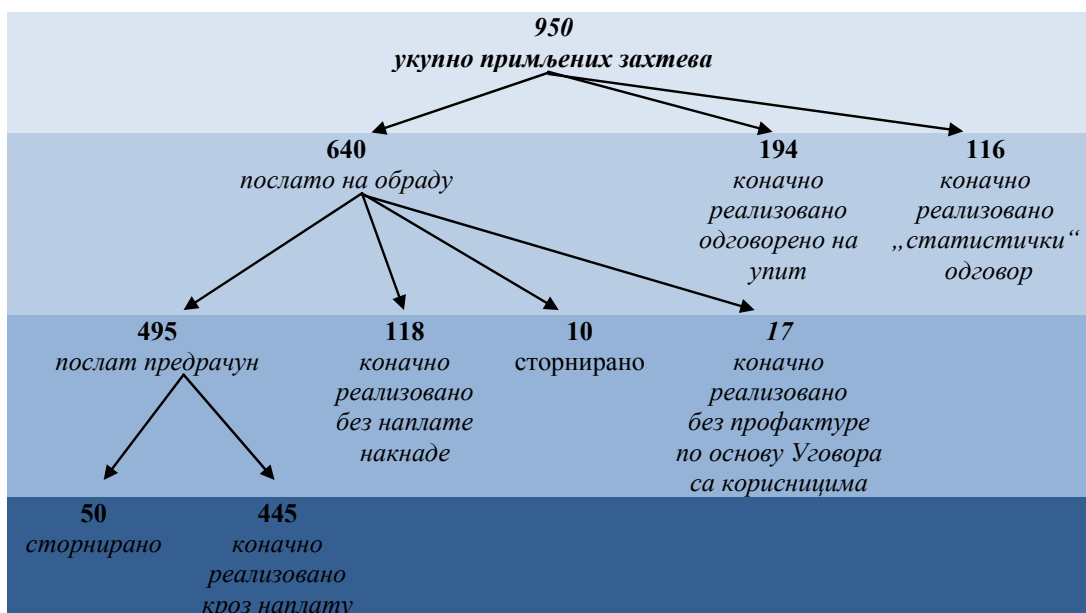 950
укупно примљених захтева
640
послато на обраду
194
коначно
реализовано
одговорено на
упит
116
коначно
реализовано
„статистички“
одговор
495
послат предрачун
118
коначно
реализовано
без наплате
накнаде
10
сторнирано
17
коначно
реализовано
без профактуре
по основу Уговора
са корисницима
50
сторнирано
445
коначно
реализовано
кроз наплату